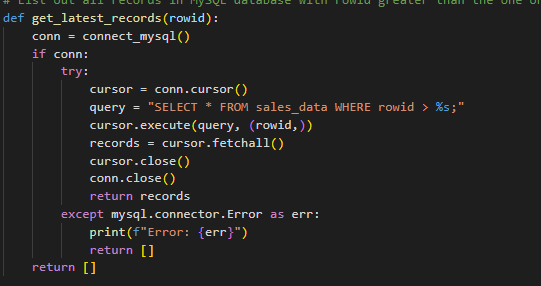 # List out all records in MySQL database with rowid greater than the one on
def get_latest_records(rowid):
    conn = connect_mysql()
    if conn:
        try:
            cursor = conn.cursor()
            query = "SELECT * FROM sales_data WHERE rowid > %s;"
            cursor.execute(query, (rowid,))
            records = cursor.fetchall()
            cursor.close()
            conn.close()
            return records
        except mysql.connector.Error as err:
            print(f"Error: {err}")
            return []
    return []